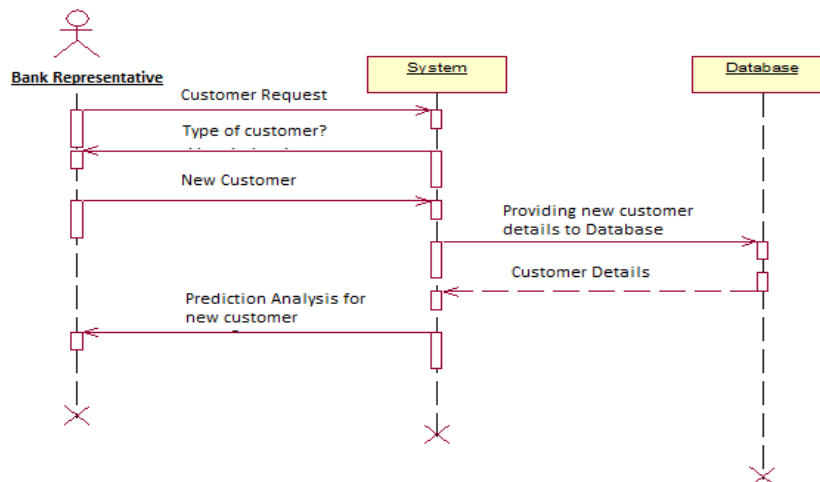 Bank Representative
System
Database
Customer Request
Type of customer?
New Customer
Providing new customer
details to Database
Customer Details
Prediction Analysis for
new customer